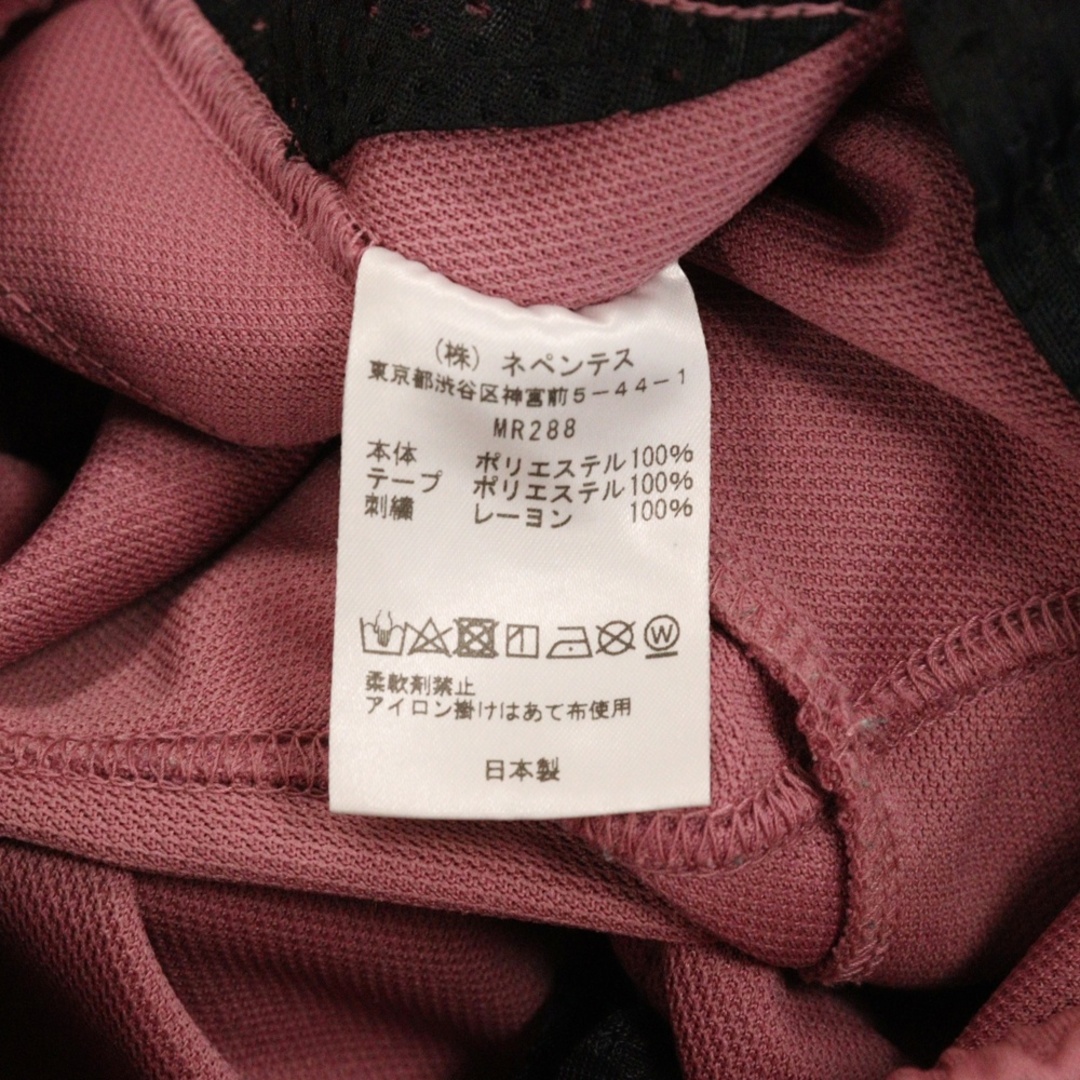 (株) ネペンテス
東京都渋谷区神宮前5-44-1
MR288
本体 ポリエステル100%
テープ ポリエステル100%
刺繍 レーヨン 100%
W
柔軟剤禁止
アイロン掛けはあて布使用
日本製